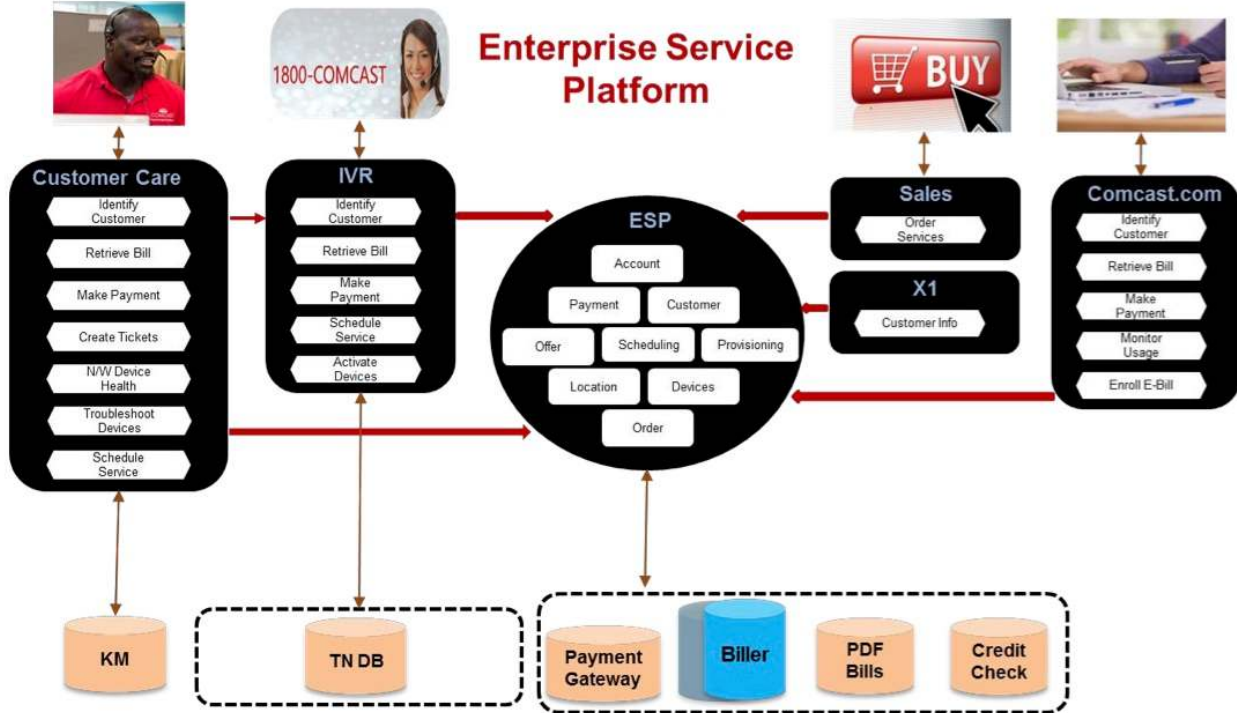 Enterprise Service
Platform
1800-COMCAST
BUY
COMCAST
Customer Care
Identify
Customer
Retrieve Bill
Make Payment
Create Tickets
N/W Device
Health
Troubleshoot
Devices
Schedule
Service
IVR
Identify
Customer
Retrieve Bill
Make
Payment
Schedule
Service
Activate
Devices
ESP
Account
Payment
Customer
Offer
Scheduling
Provisioning
Location
Devices
Order
Sales
Order
Services
X1
Customer Info
Comcast.com
Identify
Customer
Retrieve Bill
Make
Payment
Monitor
Usage
Enroll E-Bill
KM
TN DB
Payment
Gateway
Biller
PDF
Bills
Credit
Check